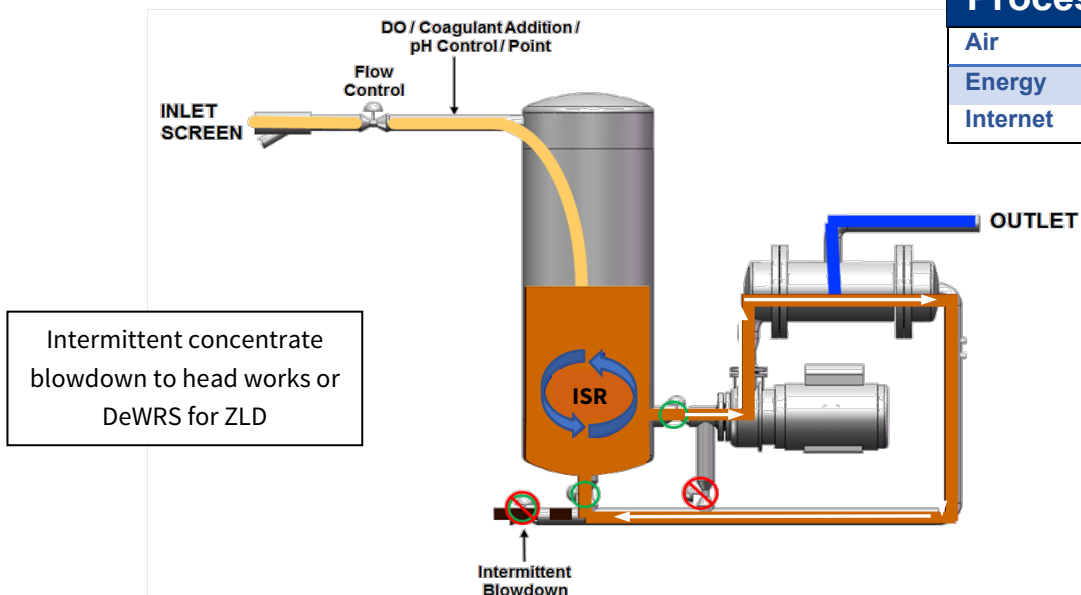 Air
Energy
Internet
DO / Coagulant Addition /
pH Control / Point
Flow
Control
INLET
SCREEN
OUTLET
Intermittent concentrate
blowdown to head works or
DeWRS for ZLD
ISR
Intermittent
Blowdown